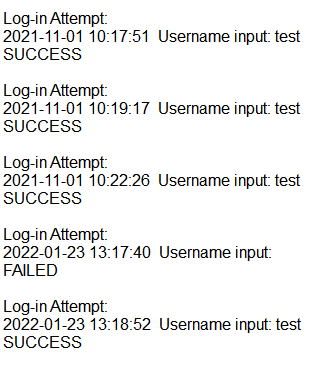 Log-in Attempt:
2021-11-01 10:17:51  Username input: test
SUCCESS

Log-in Attempt:
2021-11-01 10:19:17  Username input: test
SUCCESS

Log-in Attempt:
2021-11-01 10:22:26  Username input: test
SUCCESS

Log-in Attempt:
2022-01-23 13:17:40  Username input:
FAILED

Log-in Attempt:
2022-01-23 13:18:52  Username input: test
SUCCESS